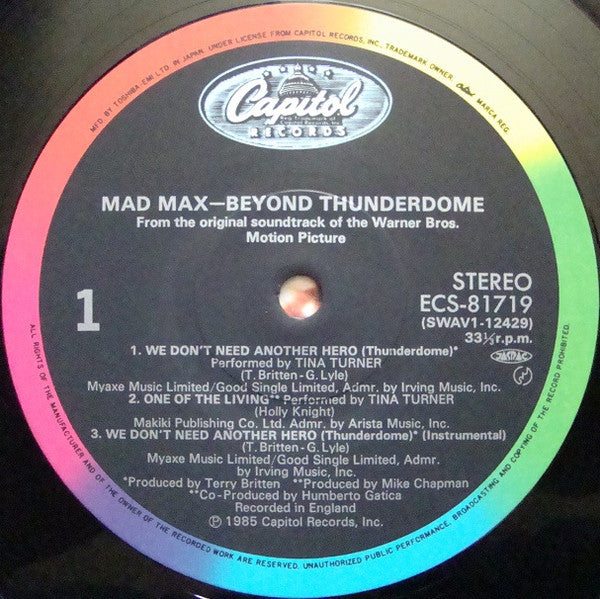 MFD. BY TOSHIBA-EMI LTD. IN JAPAN. UNDER LICENSE FROM CAPITOL RECORDS, INC., TRADEMARK OWNER. Capitol MARCA REG.
Capitol
RECORDS
MAD MAX—BEYOND THUNDERDOME
From the original soundtrack of the Warner Bros.
Motion Picture
1
STEREO
ECS-81719
(SWAV1-12429)
33⅓r.p.m.
JASRAC
1. WE DON'T NEED ANOTHER HERO (Thunderdome)*
Performed by TINA TURNER
(T. Britten-G. Lyle)
Myaxe Music Limited/Good Single Limited, Admr. by Irving Music, Inc.
2. ONE OF THE LIVING** Performed by TINA TURNER
(Holly Knight)
Makiki Publishing Co. Ltd. Admr. by Arista Music, Inc.
3. WE DON'T NEED ANOTHER HERO (Thunderdome)* (Instrumental)
(T. Britten-G. Lyle)
Myaxe Music Limited/Good Single Limited, Admr.
by Irving Music, Inc.
*Produced by Terry Britten **Produced by Mike Chapman
**Co-Produced by Humberto Gatica
Recorded in England
℗ 1985 Capitol Records, Inc.
ALL RIGHTS OF THE MANUFACTURER AND OF THE OWNER OF THE RECORDED WORK ARE RESERVED. UNAUTHORIZED PUBLIC PERFORMANCE, BROADCASTING AND COPYING OF THIS RECORD PROHIBITED.